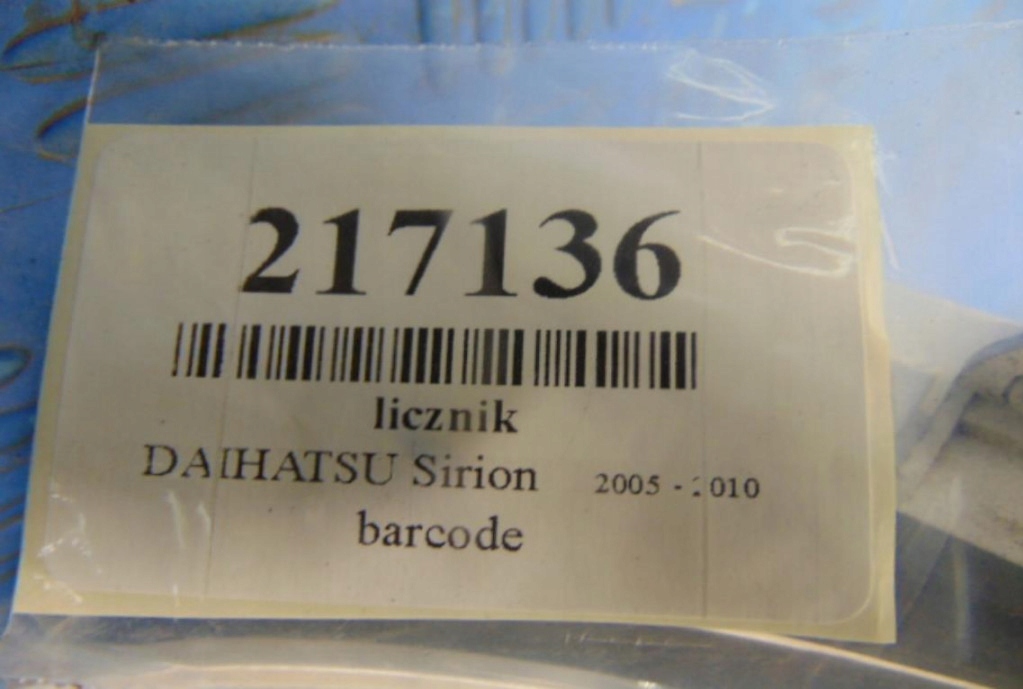 217136
licznik
DAIHATSU Sirion 2005 - 2010
barcode